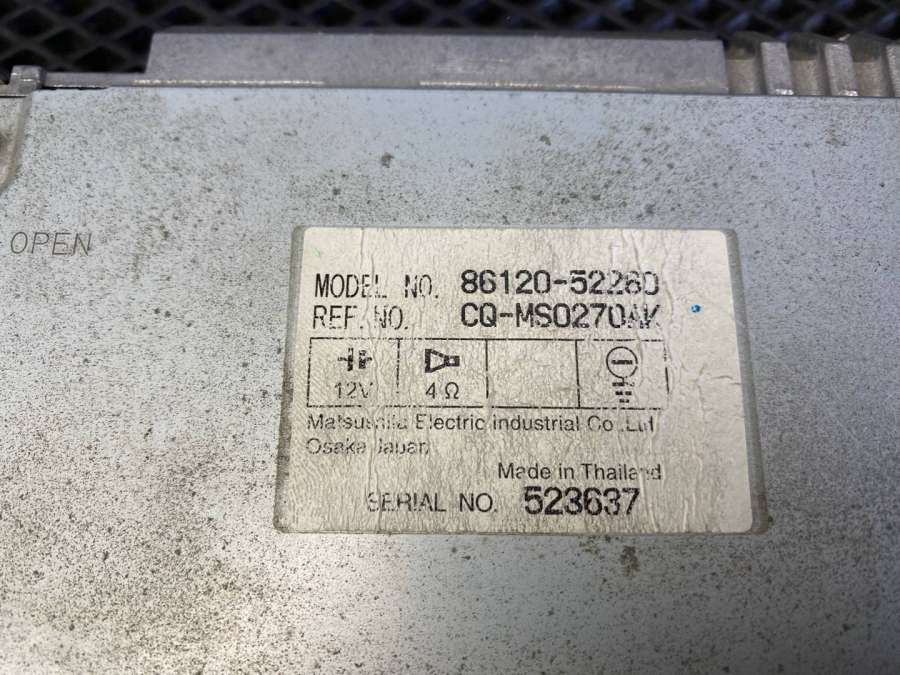 OPEN
MODEL NO. 86120-52260
REF. NO. CQ-MS0270AK
12V 4 Ω
Matsushita Electric Industrial Co.,Ltd.
Osaka Japan
Made in Thailand
SERIAL NO. 523637